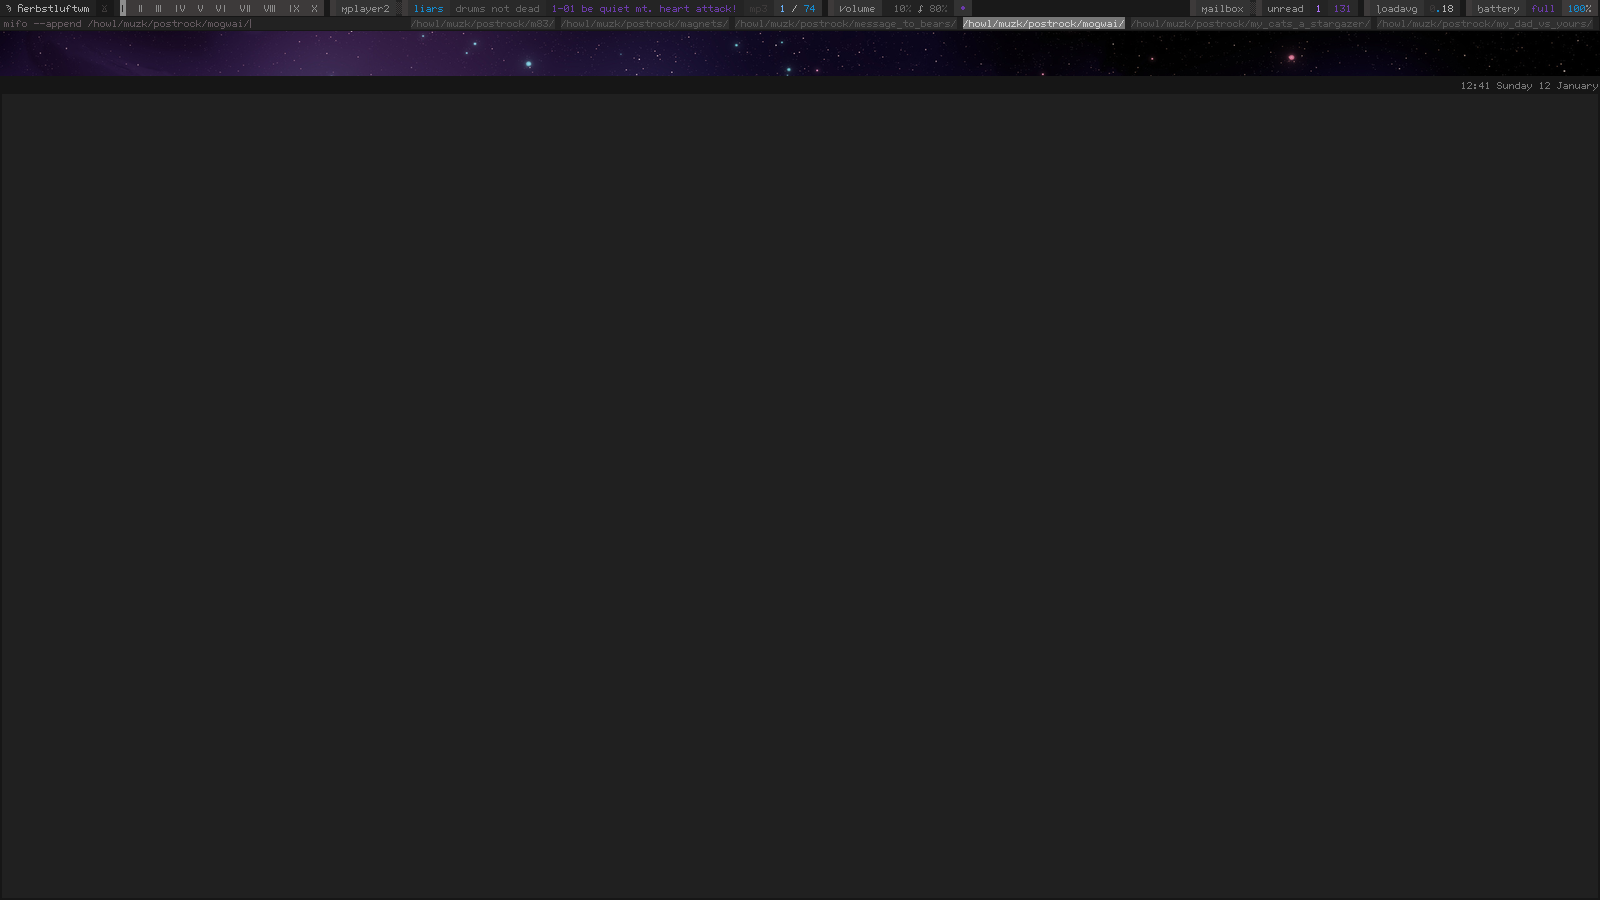 herbstluftwm I II III IV V VI VII VIII IX X mplayer2 liars drums not dead 1-01 be quiet mt. heart attack! mp3 1 / 74 Volume 10% 80% mailbox unread 1 131 loadavg 0.18 battery full 100%
mifo --append /howl/muzk/postrock/mogwai/ /howl/muzk/postrock/m83/ /howl/muzk/postrock/magnets/ /howl/muzk/postrock/message_to_bears/ /howl/muzk/postrock/mogwai/ /howl/muzk/postrock/my_cats_a_stargazer/ /howl/muzk/postrock/my_dad_vs_yours/
12:41 Sunday 12 January